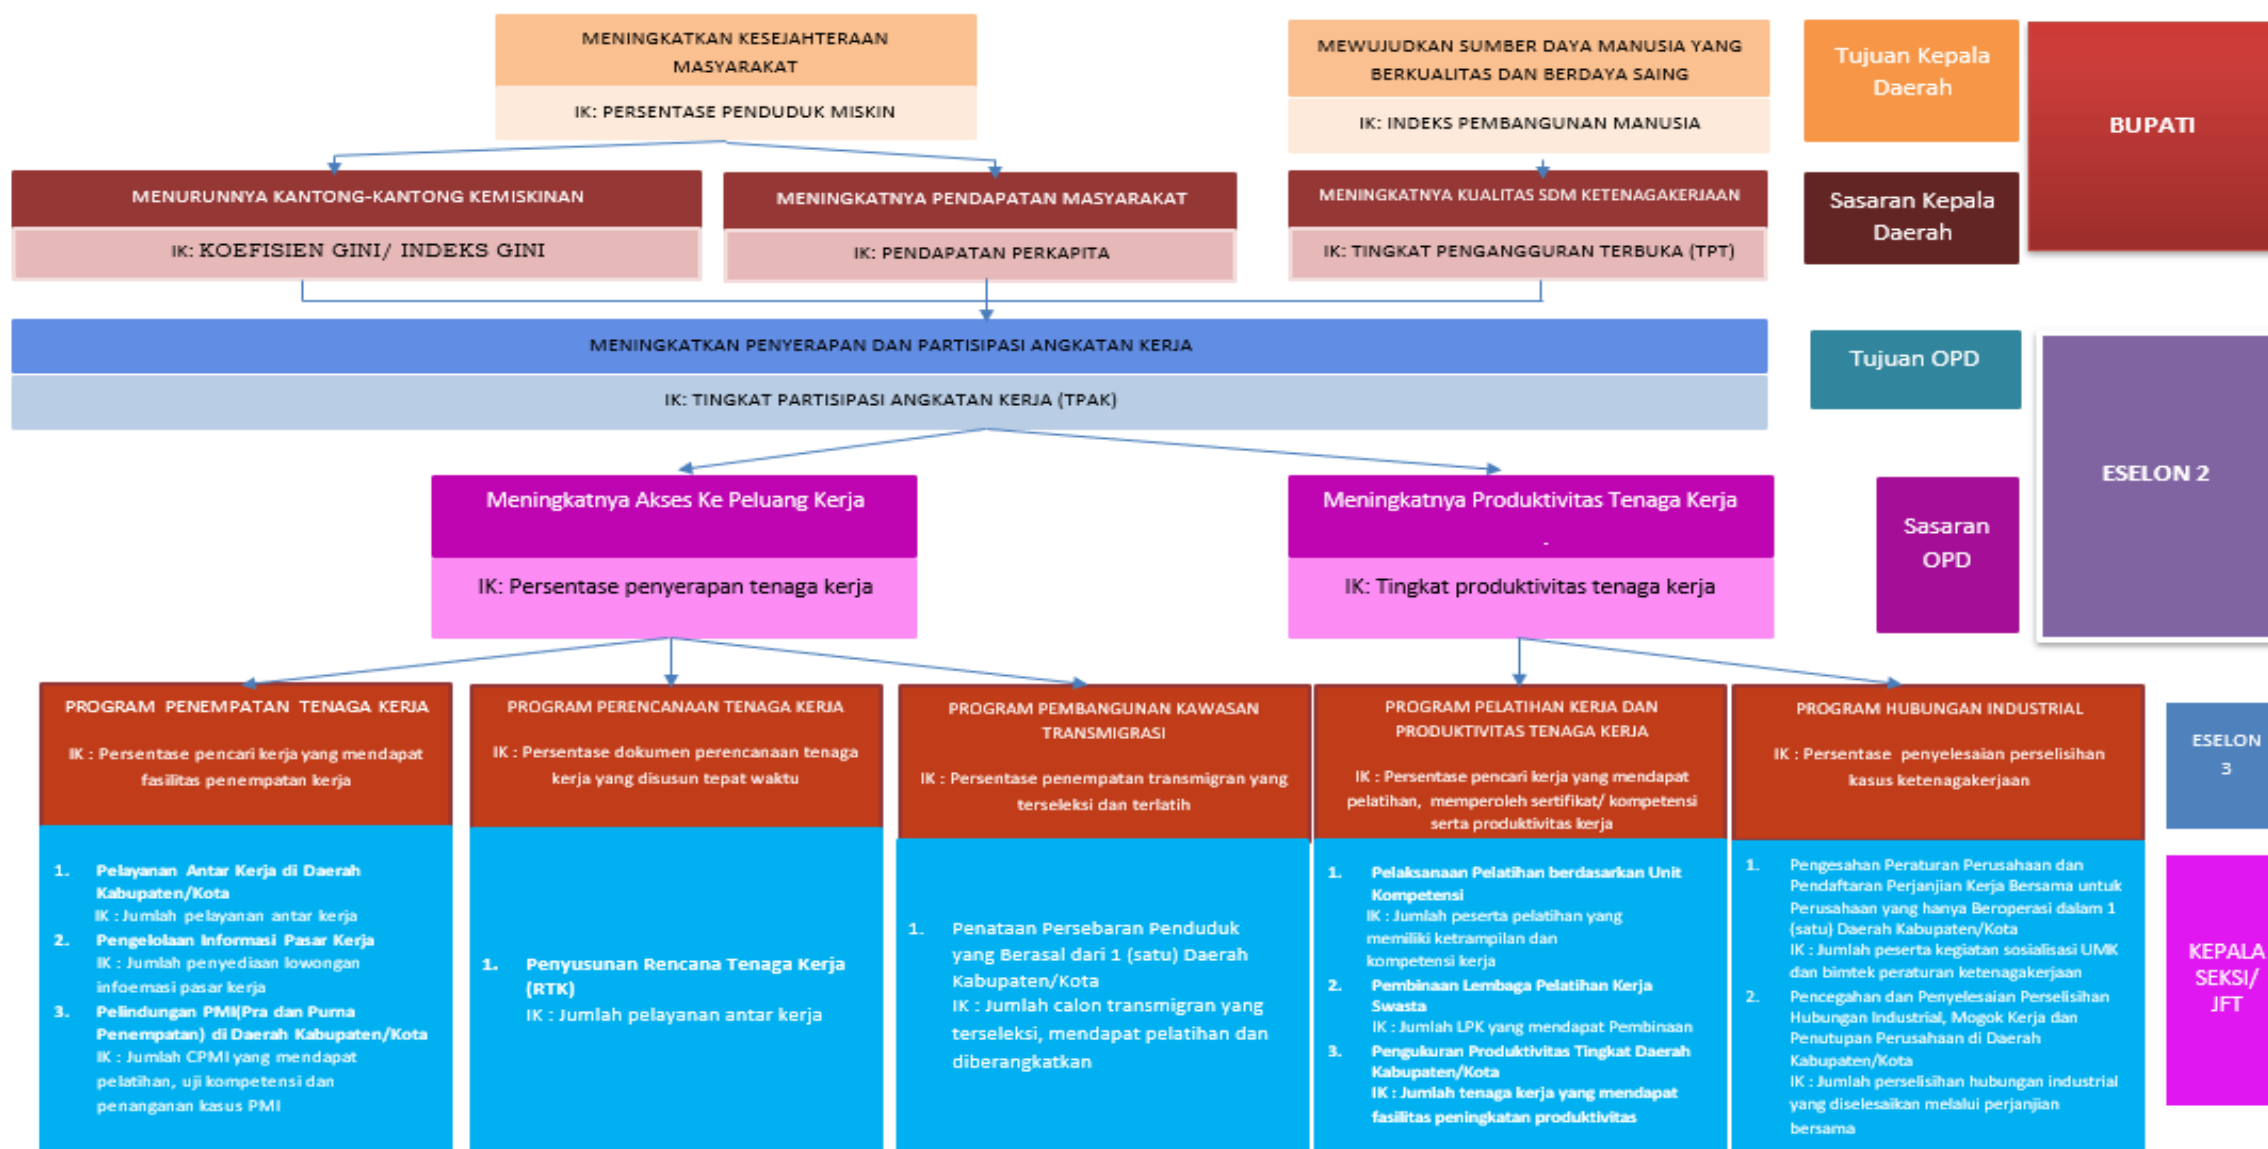 MENINGKATKAN KESEJAHTERAAN
MASYARAKAT
IK: PERSENTASE PENDUDUK MISKIN
MEWUJUDKAN SUMBER DAYA MANUSIA YANG
BERKUALITAS DAN BERDAYA SAING
IK: INDEKS PEMBANGUNAN MANUSIA
Tujuan Kepala
Daerah
BUPATI
MENURUNNYA KANTONG-KANTONG KEMISKINAN
IK: KOEFISIEN GINI/ INDEKS GINI
MENINGKATNYA PENDAPATAN MASYARAKAT
IK: PENDAPATAN PERKAPITA
MENINGKATNYA KUALITAS SDM KETENAGAKERJAAN
IK: TINGKAT PENGANGGURAN TERBUKA (TPT)
Sasaran Kepala
Daerah
MENINGKATKAN PENYERAPAN DAN PARTISIPASI ANGKATAN KERJA
IK: TINGKAT PARTISIPASI ANGKATAN KERJA (TPAK)
Tujuan OPD
ESELON 2
Meningkatnya Akses Ke Peluang Kerja
IK: Persentase penyerapan tenaga kerja
Meningkatnya Produktivitas Tenaga Kerja
-
IK: Tingkat produktivitas tenaga kerja
Sasaran
OPD
PROGRAM PENEMPATAN TENAGA KERJA
IK : Persentase pencari kerja yang mendapat
fasilitas penempatan kerja
PROGRAM PERENCANAAN TENAGA KERJA
IK : Persentase dokumen perencanaan tenaga
kerja yang disusun tepat waktu
PROGRAM PEMBANGUNAN KAWASAN
TRANSMIGRASI
IK : Persentase penempatan transmigran yang
terseleksi dan terlatih
PROGRAM PELATIHAN KERJA DAN
PRODUKTIVITAS TENAGA KERJA
IK : Persentase pencari kerja yang mendapat
pelatihan, memperoleh sertifikat/ kompetensi
serta produktivitas kerja
PROGRAM HUBUNGAN INDUSTRIAL
IK : Persentase penyelesaian perselisihan
kasus ketenagakerjaan
ESELON
3
1. Pelayanan Antar Kerja di Daerah
Kabupaten/Kota
IK : Jumlah pelayanan antar kerja
2. Pengelolaan Informasi Pasar Kerja
IK : Jumlah penyediaan lowongan
infoemasi pasar kerja
3. Pelindungan PMI(Pra dan Purna
Penempatan) di Daerah Kabupaten/Kota
IK : Jumlah CPMI yang mendapat
pelatihan, uji kompetensi dan
penanganan kasus PMI
1. Penyusunan Rencana Tenaga Kerja
(RTK)
IK : Jumlah pelayanan antar kerja
1. Penataan Persebaran Penduduk
yang Berasal dari 1 (satu) Daerah
Kabupaten/Kota
IK : Jumlah calon transmigran yang
terseleksi, mendapat pelatihan dan
diberangkatkan
1. Pelaksanaan Pelatihan berdasarkan Unit
Kompetensi
IK : Jumlah peserta pelatihan yang
memiliki ketrampilan dan
kompetensi kerja
2. Pembinaan Lembaga Pelatihan Kerja
Swasta
IK : Jumlah LPK yang mendapat Pembinaan
3. Pengukuran Produktivitas Tingkat Daerah
Kabupaten/Kota
IK : Jumlah tenaga kerja yang mendapat
fasilitas peningkatan produktivitas
1. Pengesahan Peraturan Perusahaan dan
Pendaftaran Perjanjian Kerja Bersama untuk
Perusahaan yang hanya Beroperasi dalam 1
(satu) Daerah Kabupaten/Kota
IK : Jumlah peserta kegiatan sosialisasi UMK
dan bimtek peraturan ketenagakerjaan
2. Pencegahan dan Penyelesaian Perselisihan
Hubungan Industrial, Mogok Kerja dan
Penutupan Perusahaan di Daerah
Kabupaten/Kota
IK : Jumlah perselisihan hubungan industrial
yang diselesaikan melalui perjanjian
bersama
KEPALA
SEKSI/
JFT